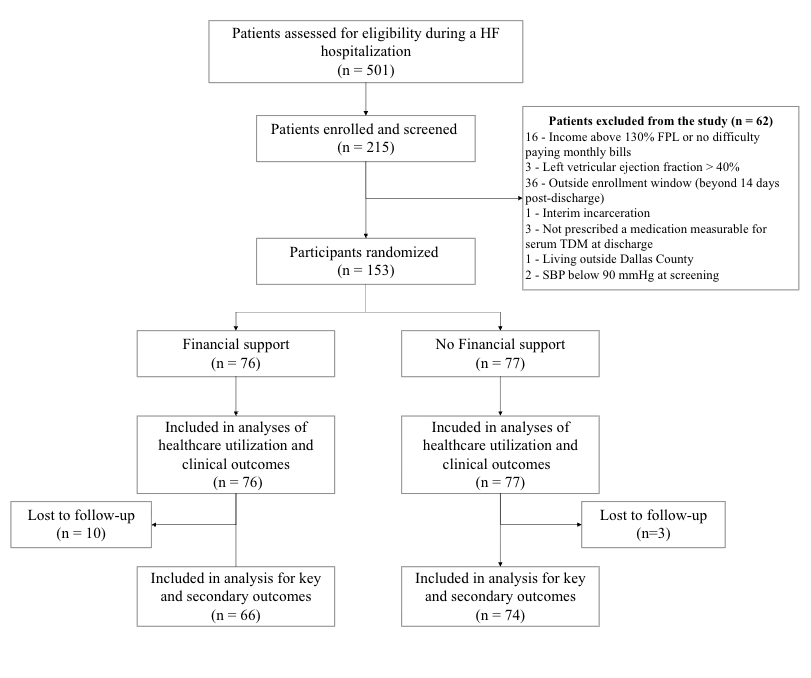 Patients assessed for eligibility during a HF
hospitalization
(n = 501)
Patients enrolled and screened
(n = 215)
Patients excluded from the study (n = 62)
16 - Income above 130% FPL or no difficulty
paying monthly bills
3 - Left vetricular ejection fraction > 40%
36 - Outside enrollment window (beyond 14 days
post-discharge)
1 - Interim incarceration
3 - Not prescribed a medication measurable for
serum TDM at discharge
1 - Living outside Dallas County
2 - SBP below 90 mmHg at screening
Participants randomized
(n = 153)
Financial support
(n = 76)
No Financial support
(n = 77)
Included in analyses of
healthcare utilization and
clinical outcomes
(n = 76)
Incuded in analyses of
healthcare utilization and
clinical outcomes
(n = 77)
Lost to follow-up
(n = 10)
Lost to follow-up
(n=3)
Included in analysis for key
and secondary outcomes
(n = 66)
Included in analysis for key
and secondary outcomes
(n = 74)